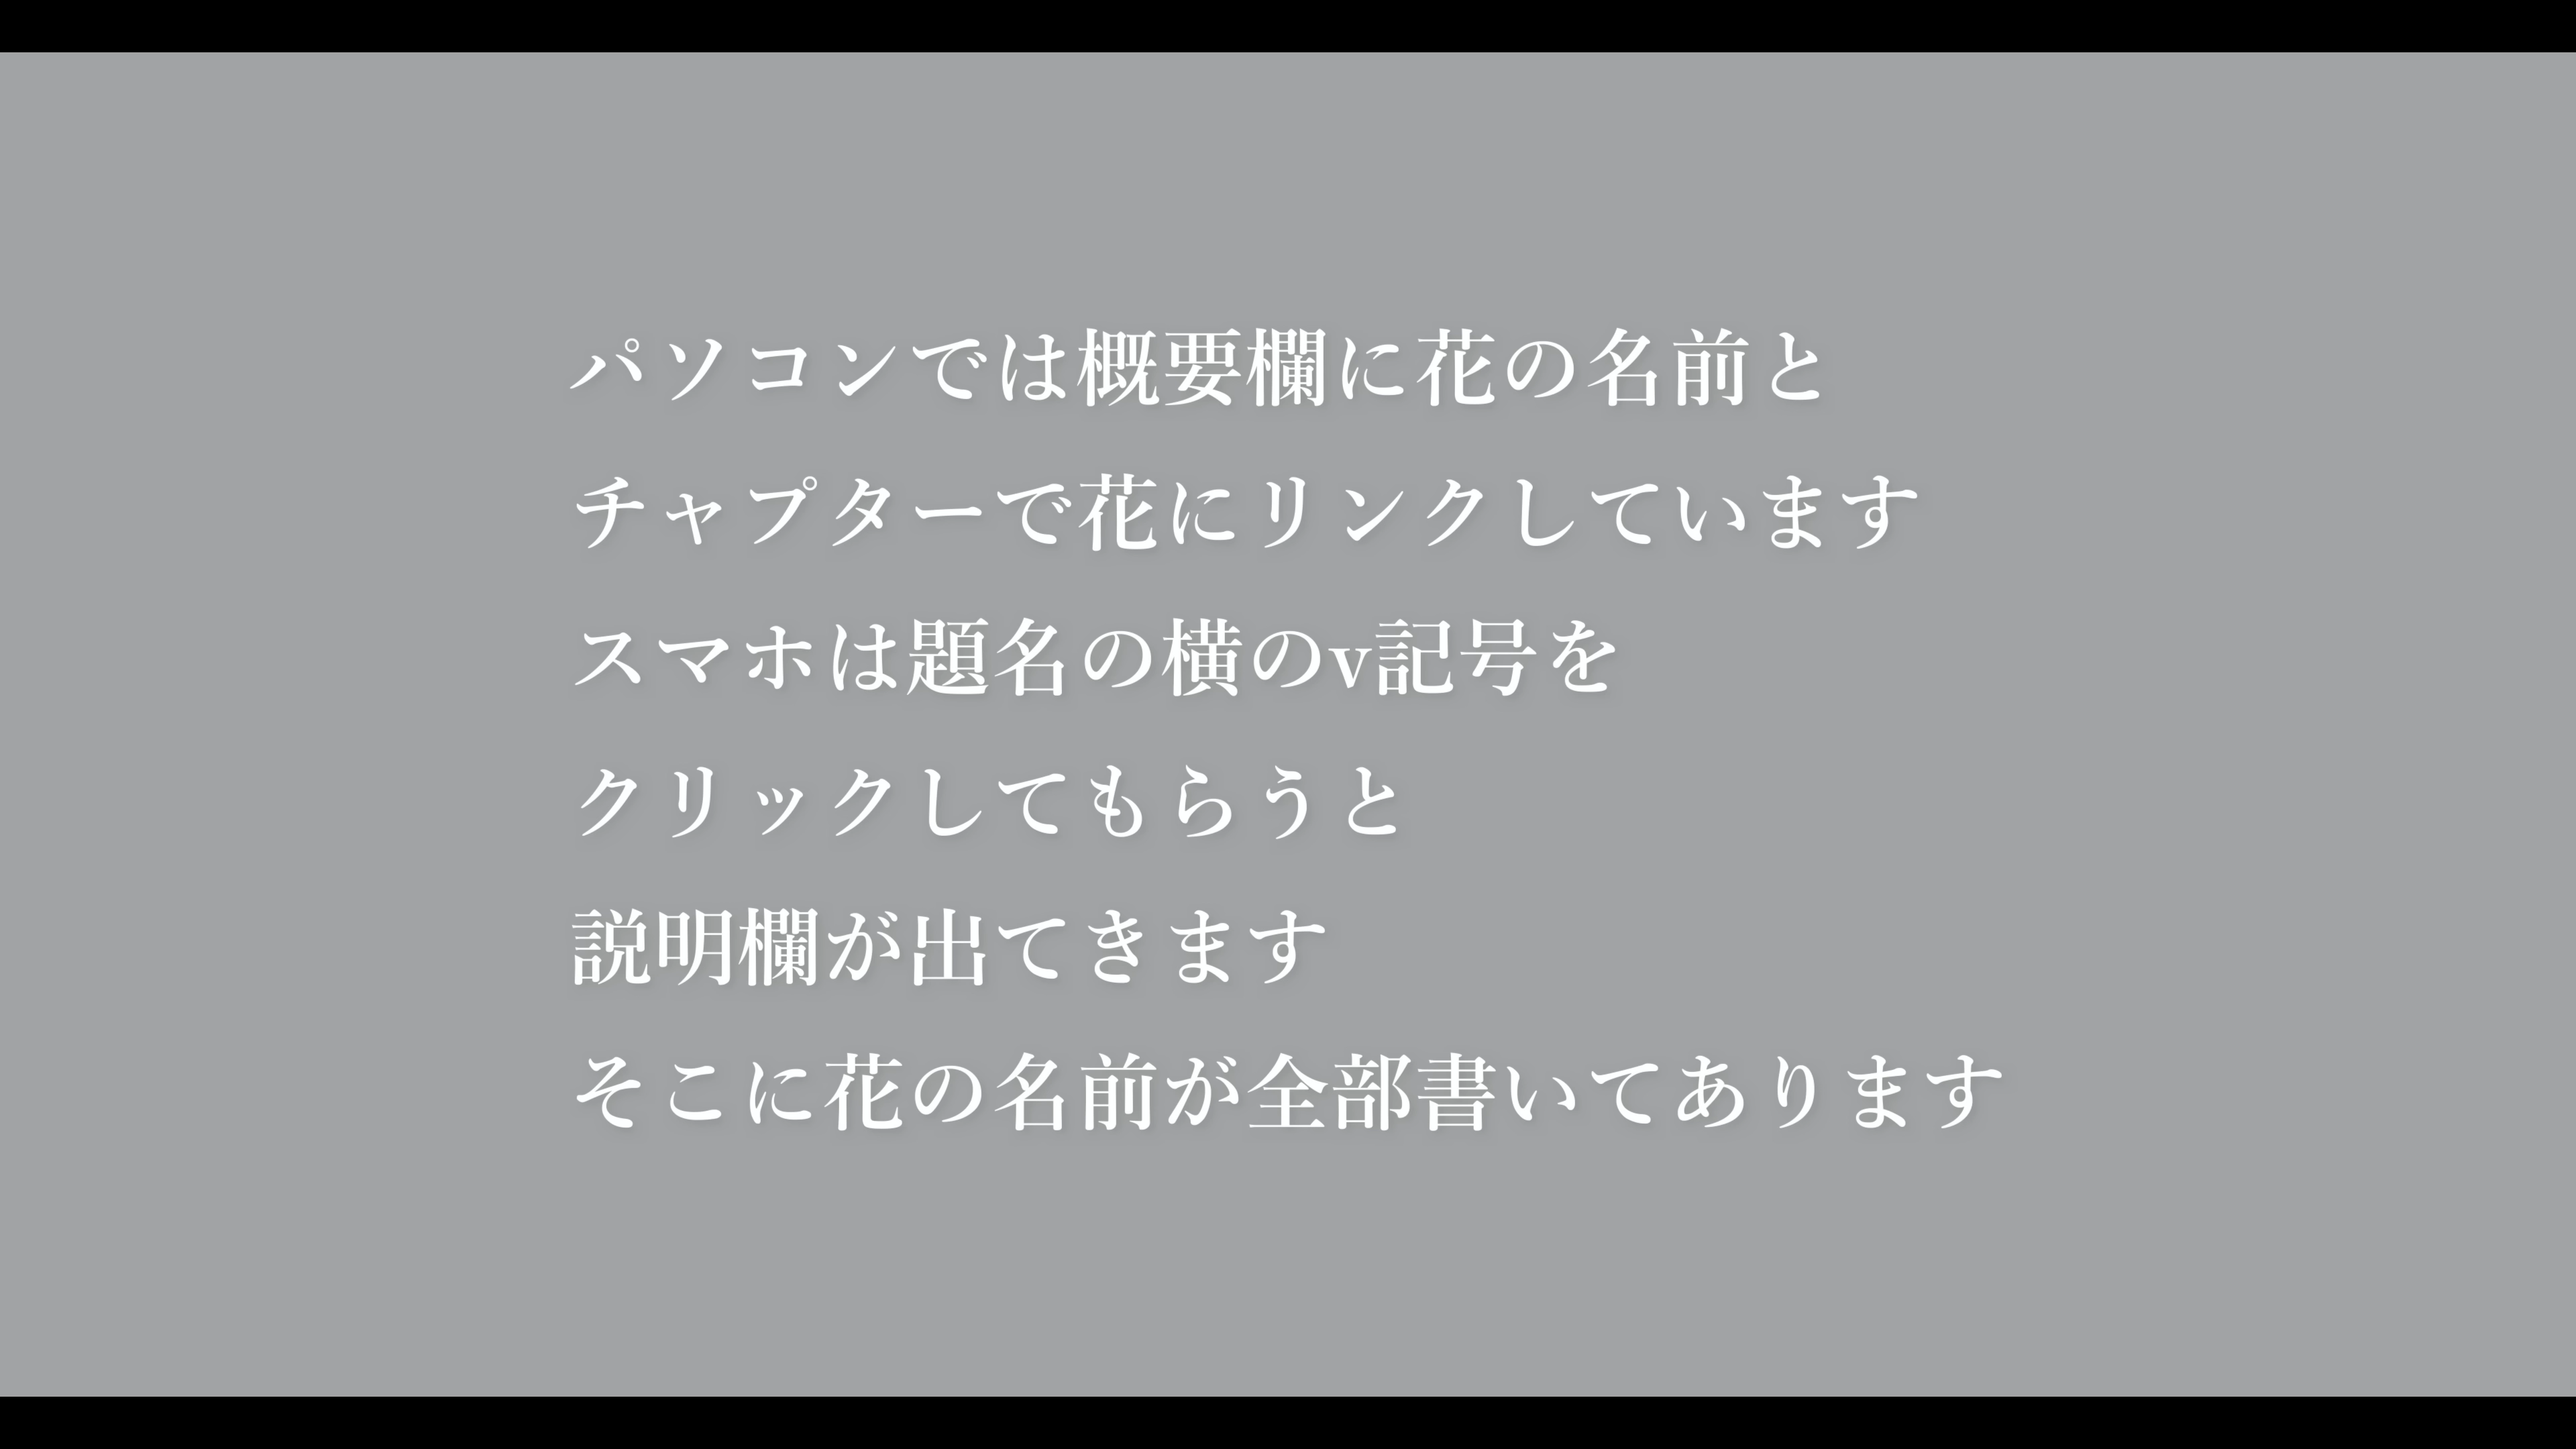 パソコンでは概要欄に花の名前と
チャプターで花にリンクしています
スマホは題名の横のv記号を
クリックしてもらうと
説明欄が出てきます
そこに花の名前が全部書いてあります